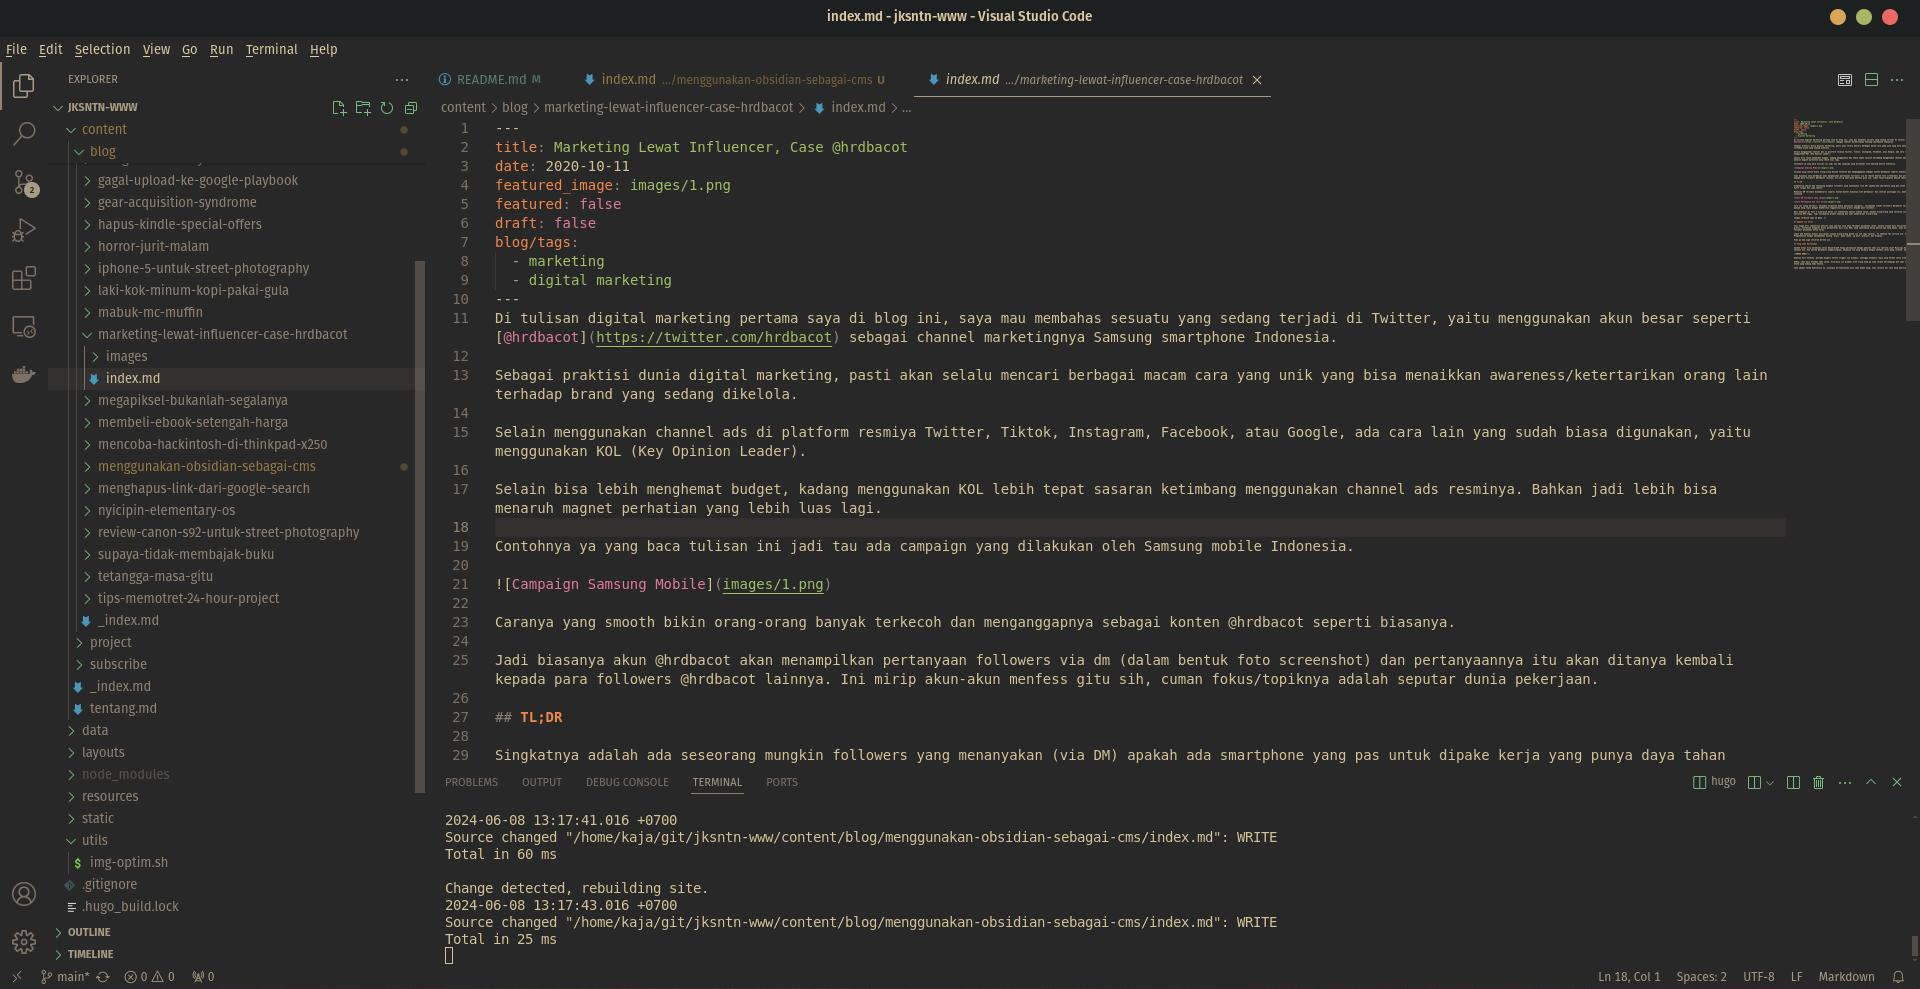 index.md - jksntn-www - Visual Studio Code
File Edit Selection View Go Run Terminal Help
EXPLORER
JKSNTN-WWW
content
blog
gagal-upload-ke-google-playbook
gear-acquisition-syndrome
hapus-kindle-special-offers
horror-jurit-malam
iphone-5-untuk-street-photography
laki-kok-minum-kopi-pakai-gula
mabuk-mc-muffin
marketing-lewat-influencer-case-hrdbacot
images
index.md
megapiksel-bukanlah-segalanya
membeli-ebook-setengah-harga
mencoba-hackintosh-di-thinkpad-x250
menggunakan-obsidian-sebagai-cms
menghapus-link-dari-google-search
nyicipin-elementary-os
review-canon-s92-untuk-street-photography
supaya-tidak-membajak-buku
tetangga-masa-gitu
tips-memotret-24-hour-project
_index.md
project
subscribe
_index.md
tentang.md
data
layouts
node_modules
resources
static
utils
img-optim.sh
.gitignore
.hugo_build.lock
OUTLINE
TIMELINE
2
README.md M
index.md .../menggunakan-obsidian-sebagai-cms U
index.md .../marketing-lewat-influencer-case-hrdbacot
content > blog > marketing-lewat-influencer-case-hrdbacot > index.md > ...
1 ---
2 title: Marketing Lewat Influencer, Case @hrdbacot
3 date: 2020-10-11
4 featured_image: images/1.png
5 featured: false
6 draft: false
7 blog/tags:
8 - marketing
9 - digital marketing
10 ---
11 Di tulisan digital marketing pertama saya di blog ini, saya mau membahas sesuatu yang sedang terjadi di Twitter, yaitu menggunakan akun besar seperti
[@hrdbacot](https://twitter.com/hrdbacot) sebagai channel marketingnya Samsung smartphone Indonesia.
12
13 Sebagai praktisi dunia digital marketing, pasti akan selalu mencari berbagai macam cara yang unik yang bisa menaikkan awareness/ketertarikan orang lain
terhadap brand yang sedang dikelola.
14
15 Selain menggunakan channel ads di platform resmiya Twitter, Tiktok, Instagram, Facebook, atau Google, ada cara lain yang sudah biasa digunakan, yaitu
menggunakan KOL (Key Opinion Leader).
16
17 Selain bisa lebih menghemat budget, kadang menggunakan KOL lebih tepat sasaran ketimbang menggunakan channel ads resminya. Bahkan jadi lebih bisa
menaruh magnet perhatian yang lebih luas lagi.
18
19 Contohnya ya yang baca tulisan ini jadi tau ada campaign yang dilakukan oleh Samsung mobile Indonesia.
20
21 ![Campaign Samsung Mobile](images/1.png)
22
23 Caranya yang smooth bikin orang-orang banyak terkecoh dan menganggapnya sebagai konten @hrdbacot seperti biasanya.
24
25 Jadi biasanya akun @hrdbacot akan menampilkan pertanyaan followers via dm (dalam bentuk foto screenshot) dan pertanyaannya itu akan ditanya kembali
kepada para followers @hrdbacot lainnya. Ini mirip akun-akun menfess gitu sih, cuman fokus/topiknya adalah seputar dunia pekerjaan.
26
27 ## TL;DR
28
29 Singkatnya adalah ada seseorang mungkin followers yang menanyakan (via DM) apakah ada smartphone yang pas untuk dipake kerja yang punya daya tahan
PROBLEMS OUTPUT DEBUG CONSOLE TERMINAL PORTS
hugo
2024-06-08 13:17:41.016 +0700
Source changed "/home/kaja/git/jksntn-www/content/blog/menggunakan-obsidian-sebagai-cms/index.md": WRITE
Total in 60 ms
Change detected, rebuilding site.
2024-06-08 13:17:43.016 +0700
Source changed "/home/kaja/git/jksntn-www/content/blog/menggunakan-obsidian-sebagai-cms/index.md": WRITE
Total in 25 ms
main* 0 0 0
Ln 18, Col 1 Spaces: 2 UTF-8 LF Markdown